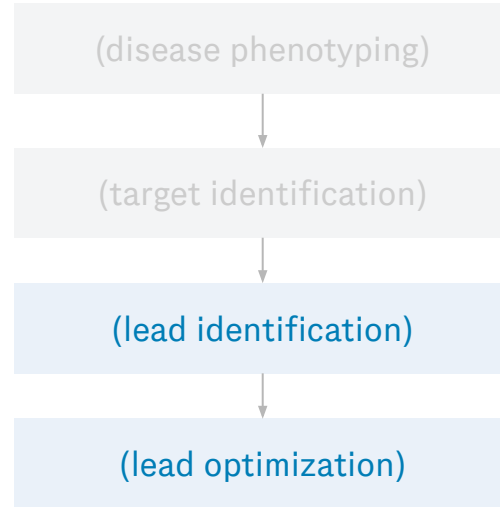 (disease phenotyping)
(target identification)
(lead identification)
(lead optimization)